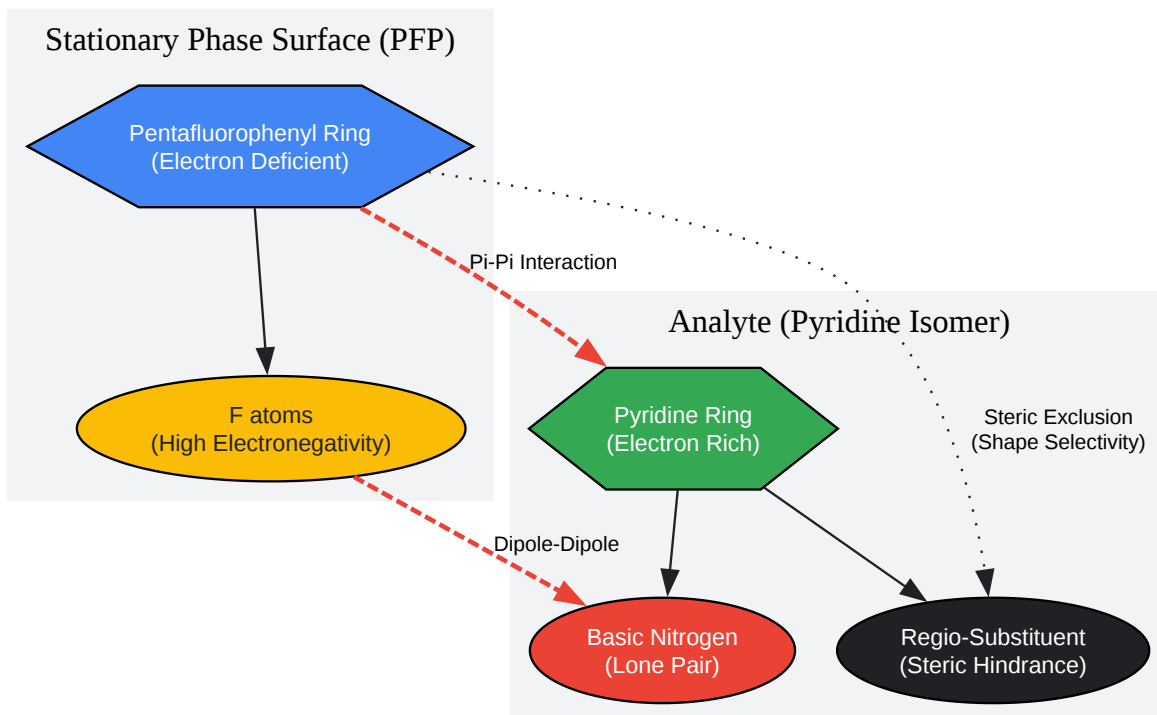 Stationary Phase Surface (PFP)
Pentafluorophenyl Ring
(Electron Deficient)
Pi-Pi Interaction
Analyte (Pyridine Isomer)
F atoms
(High Electronegativity)
Pyridine Ring
(Electron Rich)
Steric Exclusion
(Shape Selectivity)
Dipole-Dipole
Basic Nitrogen
(Lone Pair)
Regio-Substituent
(Steric Hindrance)